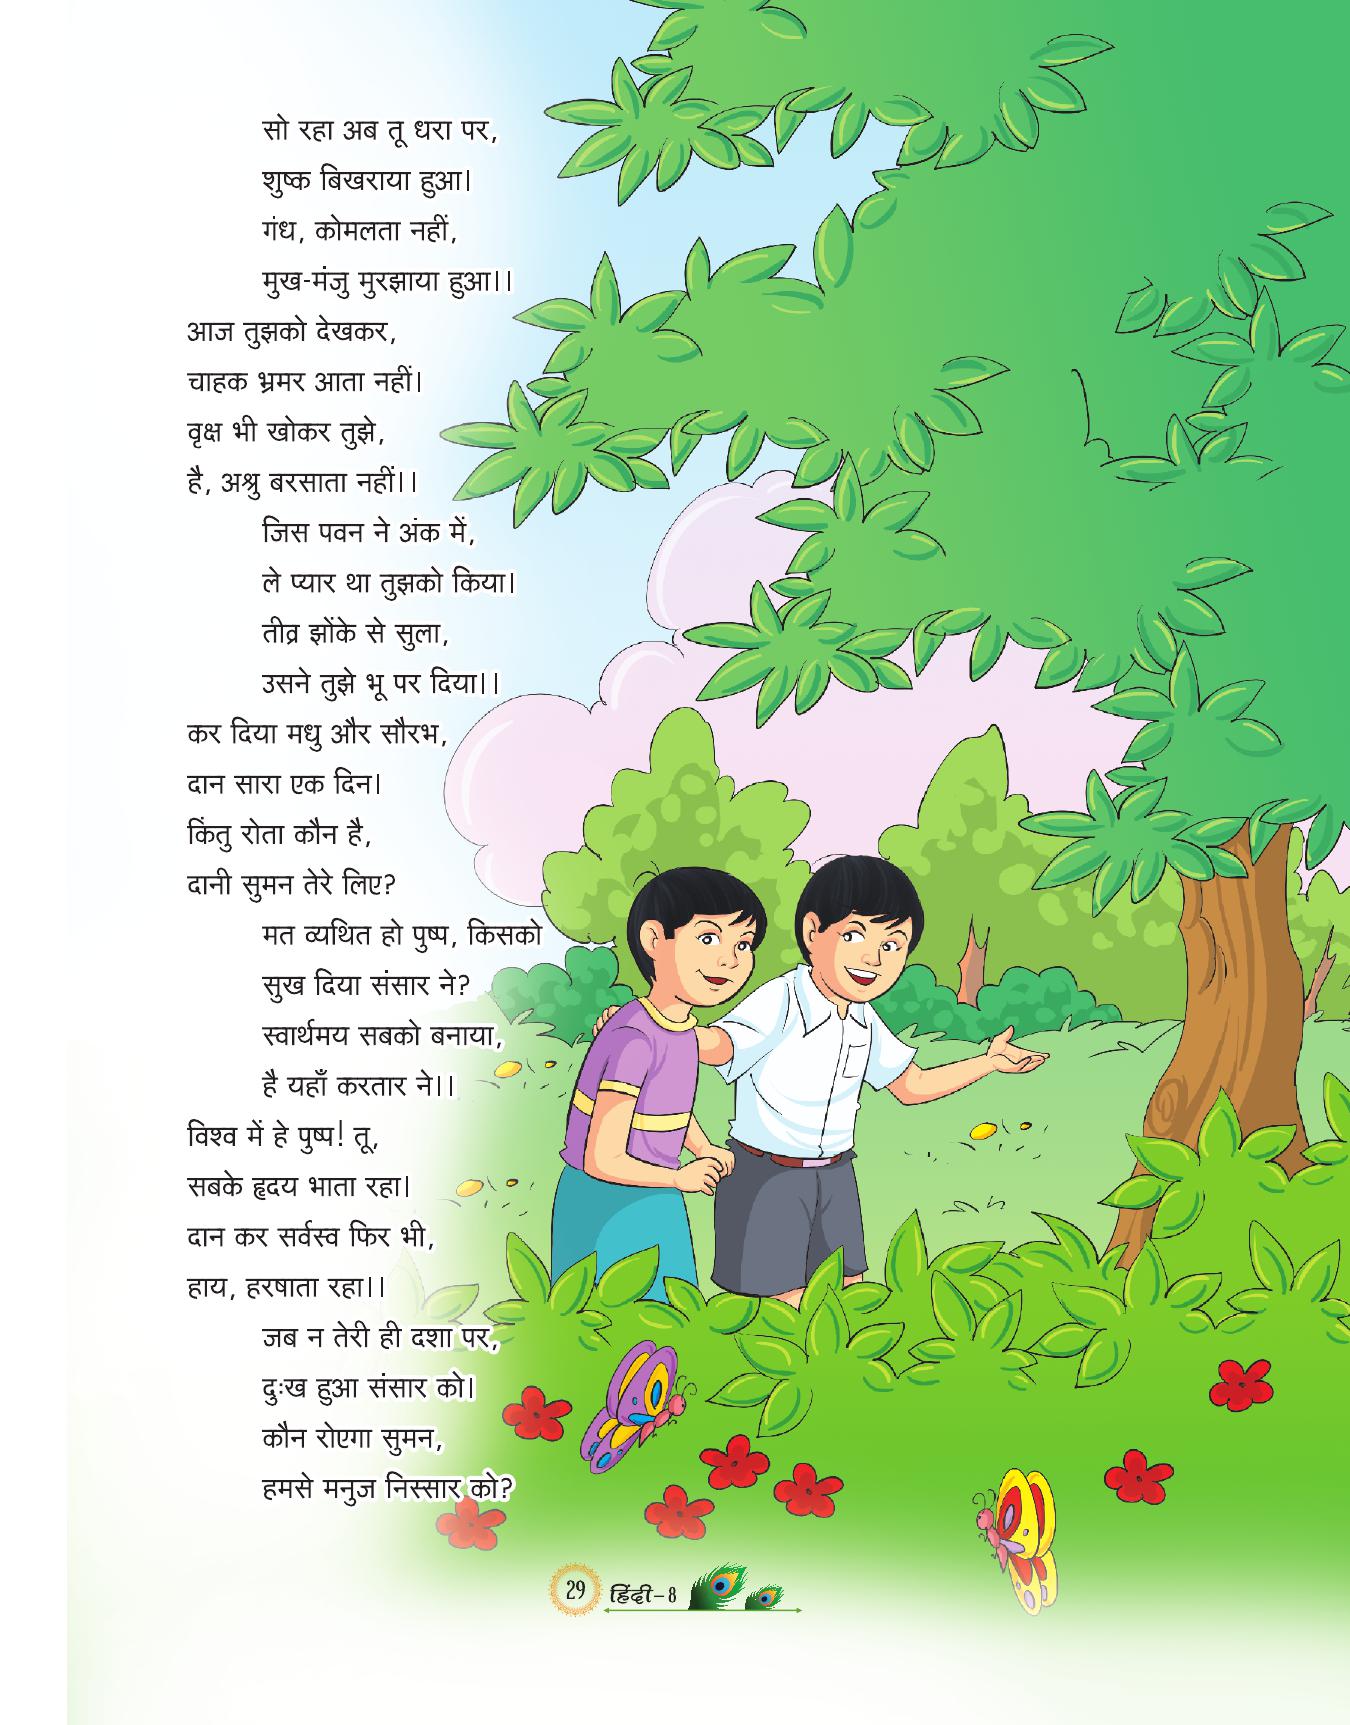 सो रहा अब तू धरा पर,
शुष्क बिखराया हुआ।
गंध, कोमलता नहीं,
मुख-मंजु मुरझाया हुआ।।
आज तुझको देखकर,
चाहक भ्रमर आता नहीं।
वृक्ष भी खोकर तुझे,
है, अश्रु बरसाता नहीं।।
जिस पवन ने अंक में,
ले प्यार था तुझको किया।
तीव्र झोंके से सुला,
उसने तुझे भू पर दिया।।
कर दिया मधु और सौरभ,
दान सारा एक दिन।
किंतु रोता कौन है,
दानी सुमन तेरे लिए?
मत व्यथित हो पुष्प, किसको
सुख दिया संसार ने?
स्वार्थमय सबको बनाया,
है यहाँ करतार ने।।
विश्व में हे पुष्प! तू,
सबके हृदय भाता रहा।
दान कर सर्वस्व फिर भी,
हाय, हरषाता रहा।।
जब न तेरी ही दशा पर,
दुःख हुआ संसार को।
कौन रोएगा सुमन,
हमसे मनुज निस्सार को?
29 हिंदी–8